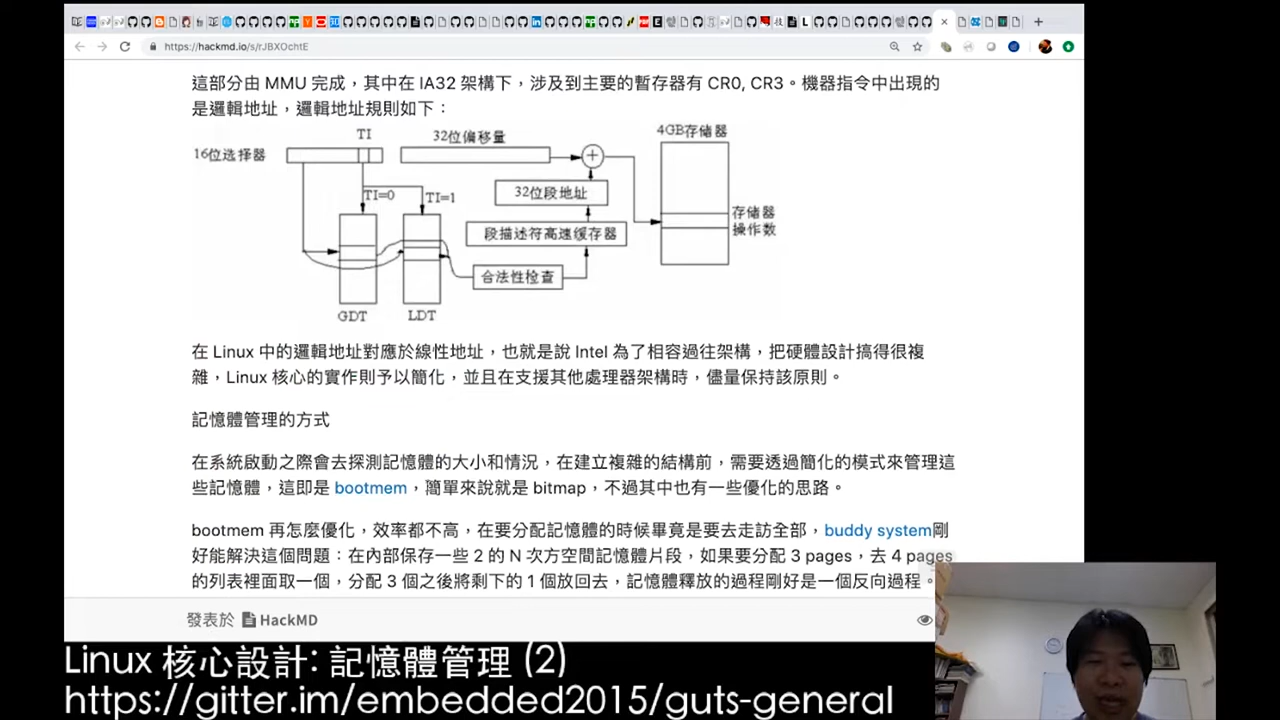 https://hackmd.io/s/rJBXOchtE
這部分由 MMU 完成，其中在 IA32 架構下，涉及到主要的暫存器有 CR0, CR3。機器指令中出現的
是邏輯地址，邏輯地址規則如下：
TI
32位偏移量
4GB存储器
16位选择器
TI=0
TI=1
32位段地址
存储器
操作数
段描述符高速缓存器
合法性检查
GDT
LDT
在 Linux 中的邏輯地址對應於線性地址，也就是說 Intel 為了相容過往架構，把硬體設計搞得很複
雜，Linux 核心的實作則予以簡化，並且在支援其他處理器架構時，儘量保持該原則。
記憶體管理的方式
在系統啟動之際會去探測記憶體的大小和情況，在建立複雜的結構前，需要透過簡化的模式來管理這
些記憶體，這即是 bootmem，簡單來說就是 bitmap，不過其中也有一些優化的思路。
bootmem 再怎麼優化，效率都不高，在要分配記憶體的時候畢竟是要去走訪全部，buddy system剛
好能解決這個問題：在內部保存一些 2 的 N 次方空間記憶體片段，如果要分配 3 pages，去 4 pages
的列表裡面取一個，分配 3 個之後將剩下的 1 個放回去，記憶體釋放的過程剛好是一個反向過程。
發表於 HackMD
Linux 核心設計: 記憶體管理 (2)
https://gitter.im/embedded2015/guts-general